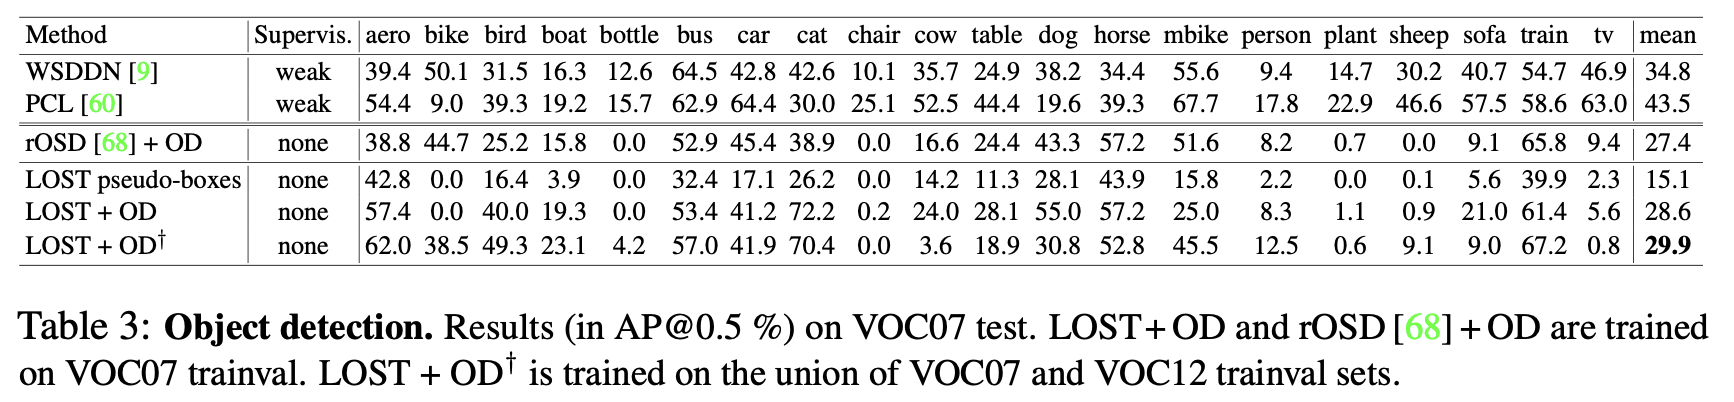 Method Supervis. aero bike bird boat bottle bus car cat chair cow table dog horse mbike person plant sheep sofa train tv mean
WSDDN [9] weak 39.4 50.1 31.5 16.3 12.6 64.5 42.8 42.6 10.1 35.7 24.9 38.2 34.4 55.6 9.4 14.7 30.2 40.7 54.7 46.9 34.8
PCL [60] weak 54.4 9.0 39.3 19.2 15.7 62.9 64.4 30.0 25.1 52.5 44.4 19.6 39.3 67.7 17.8 22.9 46.6 57.5 58.6 63.0 43.5
rOSD [68] + OD none 38.8 44.7 25.2 15.8 0.0 52.9 45.4 38.9 0.0 16.6 24.4 43.3 57.2 51.6 8.2 0.7 0.0 9.1 65.8 9.4 27.4
LOST pseudo-boxes none 42.8 0.0 16.4 3.9 0.0 32.4 17.1 26.2 0.0 14.2 11.3 28.1 43.9 15.8 2.2 0.0 0.1 5.6 39.9 2.3 15.1
LOST + OD none 57.4 0.0 40.0 19.3 0.0 53.4 41.2 72.2 0.2 24.0 28.1 55.0 57.2 25.0 8.3 1.1 0.9 21.0 61.4 5.6 28.6
LOST + OD† none 62.0 38.5 49.3 23.1 4.2 57.0 41.9 70.4 0.0 3.6 18.9 30.8 52.8 45.5 12.5 0.6 9.1 9.0 67.2 0.8 29.9
Table 3: Object detection. Results (in AP@0.5 %) on VOC07 test. LOST + OD and rOSD [68] + OD are trained
on VOC07 trainval. LOST + OD† is trained on the union of VOC07 and VOC12 trainval sets.